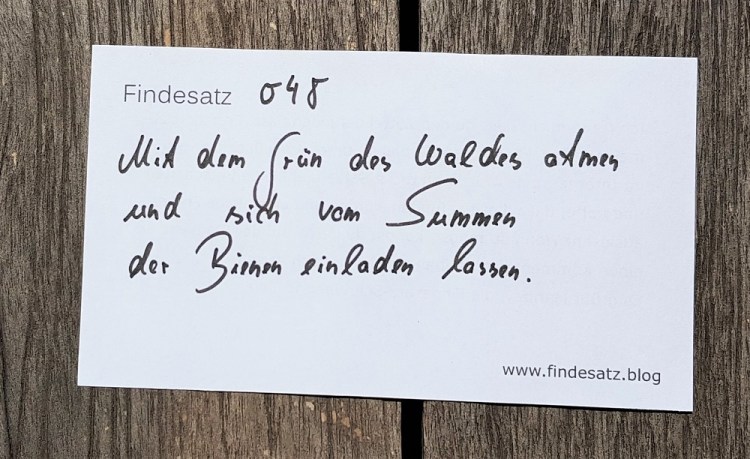 Findesatz 048
Mit dem Grün des Waldes atmen
und sich vom Summen
der Bienen einladen lassen.
www.findesatz.blog